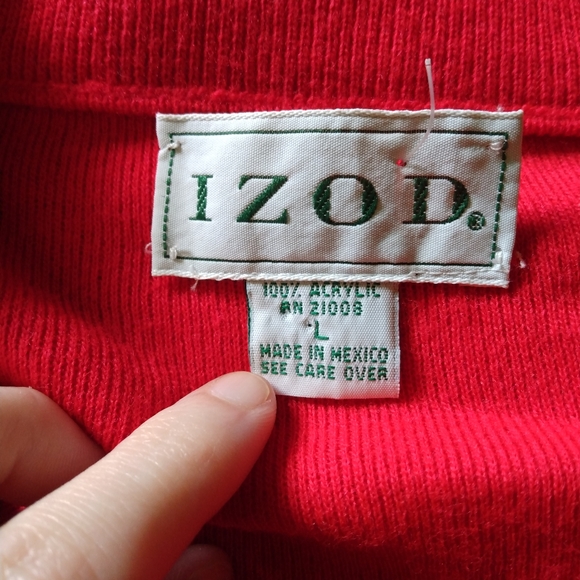 IZOD®
100% ACRYLIC
RN 21008
L
MADE IN MEXICO
SEE CARE OVER